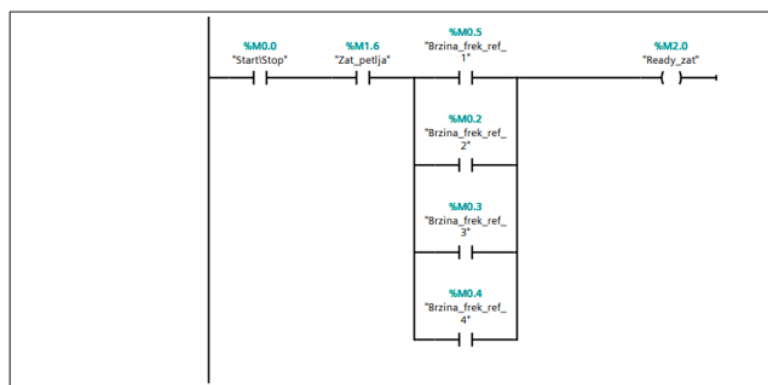 %M0.0
"Start\Stop"
%M1.6
"Zat_petlja"
%M0.5
"Brzina_frek_ref_
1"
%M2.0
"Ready_zat"
%M0.2
"Brzina_frek_ref_
2"
%M0.3
"Brzina_frek_ref_
3"
%M0.4
"Brzina_frek_ref_
4"